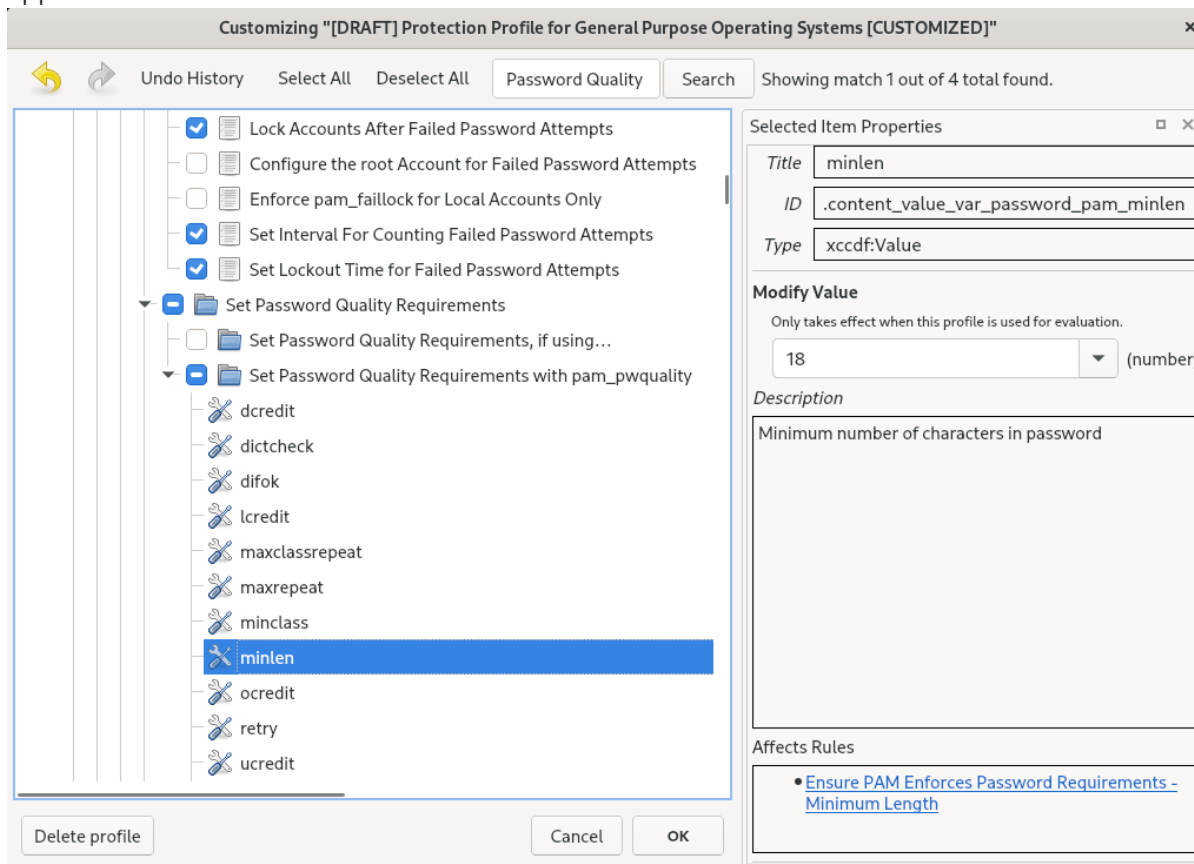 Customizing "[DRAFT] Protection Profile for General Purpose Operating Systems [CUSTOMIZED]"
Undo History Select All Deselect All Password Quality Search Showing match 1 out of 4 total found.
Lock Accounts After Failed Password Attempts
Configure the root Account for Failed Password Attempts
Enforce pam_faillock for Local Accounts Only
Set Interval For Counting Failed Password Attempts
Set Lockout Time for Failed Password Attempts
Set Password Quality Requirements
Set Password Quality Requirements, if using...
Set Password Quality Requirements with pam_pwquality
dcredit
dictcheck
difok
lcredit
maxclassrepeat
maxrepeat
minclass
minlen
ocredit
retry
ucredit
Delete profile Cancel OK
Selected Item Properties
Title minlen
ID .content_value_var_password_pam_minlen
Type xccdf:Value
Modify Value
Only takes effect when this profile is used for evaluation.
18 (number
Description
Minimum number of characters in password
Affects Rules
•Ensure PAM Enforces Password Requirements -
Minimum Length